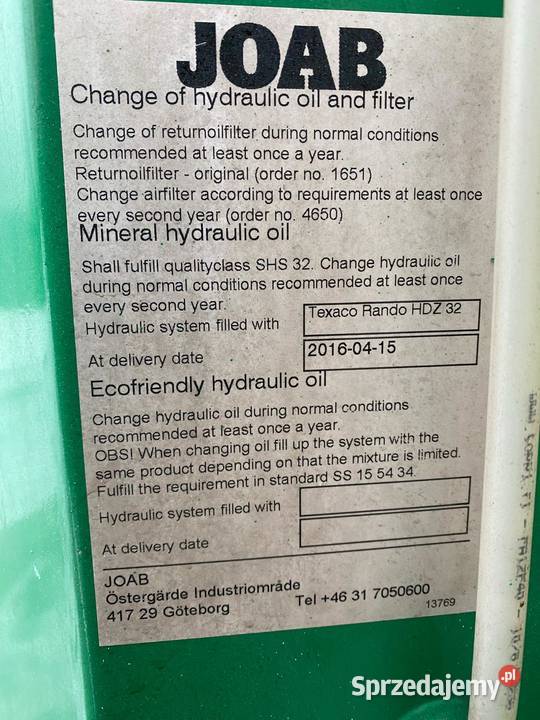 JOAB
Change of hydraulic oil and filter
Change of returnoilfilter during normal conditions
recommended at least once a year.
Returnoilfilter - original (order no. 1651)
Change airfilter according to requirements at least once
every second year (order no. 4650)
Mineral hydraulic oil
Shall fulfill qualityclass SHS 32. Change hydraulic oil
during normal conditions recommended at least once
every second year.
Hydraulic system filled with Texaco Rando HDZ 32
At delivery date 2016-04-15
Ecofriendly hydraulic oil
Change hydraulic oil during normal conditions
recommended at least once a year.
OBS! When changing oil fill up the system with the
same product depending on that the mixture is limited.
Fulfill the requirement in standard SS 15 54 34.
Hydraulic system filled with
At delivery date
JOAB
Östergärde Industriområde
417 29 Göteborg Tel +46 31 7050600
13769
Sprzedajemy.pl